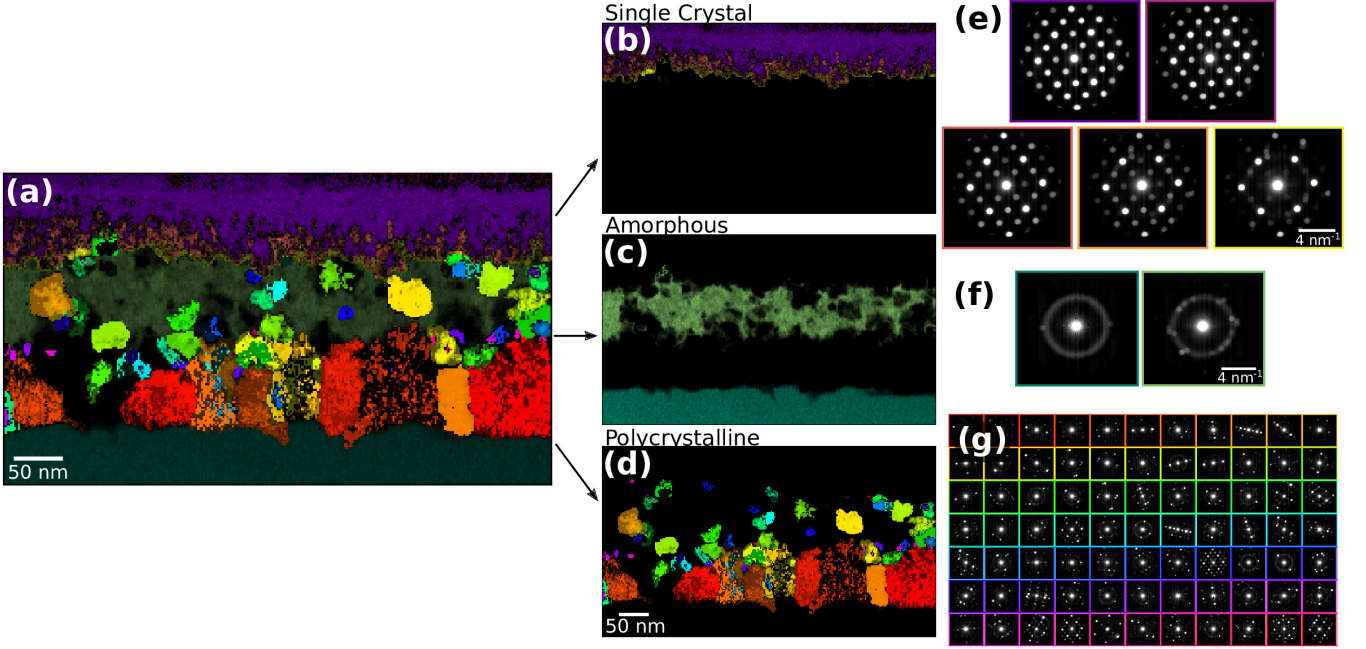 (a)
50 nm
Single Crystal
(b)
Amorphous
(c)
Polycrystalline
(d)
50 nm
(e)
4 nm⁻¹
(f)
4 nm⁻¹
(g)